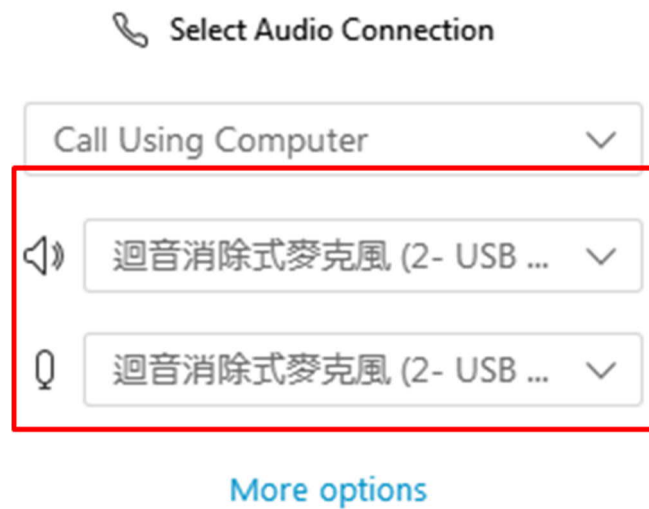 Select Audio Connection
Call Using Computer
迴音消除式麥克風 (2- USB ...
迴音消除式麥克風 (2- USB ...
More options